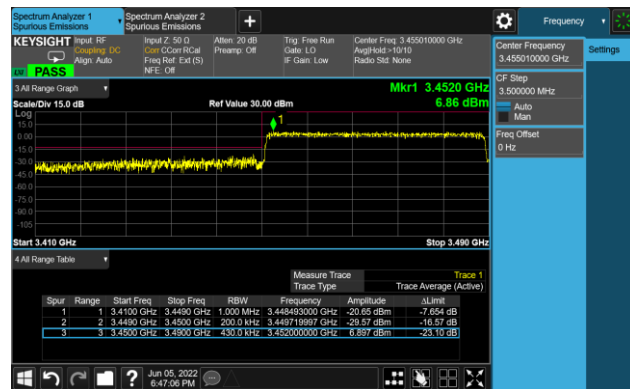 Spectrum Analyzer 1
Spurious Emissions
Spectrum Analyzer 2
Spurious Emissions
Frequency
KEYSIGHT
Input: RF
Coupling: DC
Align: Auto
Input Z: 50 Ω
Corr CCorr RCal
Freq Ref: Ext (S)
NFE: Off
Atten: 20 dB
Preamp: Off
Trig: Free Run
Gate: LO
IF Gain: Low
Center Freq: 3.455010000 GHz
Avg|Hold:>10/10
Radio Std: None
PASS
3 All Range Graph
Mkr1 3.4520 GHz
6.86 dBm
Scale/Div 15.0 dB
Ref Value 30.00 dBm
Log
15.0
0.00
-15.0
-30.0
-45.0
-60.0
-75.0
-90.0
-105
1
Start 3.410 GHz
Stop 3.490 GHz
4 All Range Table
Measure Trace Trace 1
Trace Type Trace Average (Active)
Spur Range Start Freq Stop Freq RBW Frequency Amplitude ΔLimit
1 1 3.4100 GHz 3.4490 GHz 1.000 MHz 3.448493000 GHz -20.65 dBm -7.654 dB
2 2 3.4490 GHz 3.4500 GHz 200.0 kHz 3.449719997 GHz -29.57 dBm -16.57 dB
3 3 3.4500 GHz 3.4900 GHz 430.0 kHz 3.452000000 GHz 6.897 dBm -23.10 dB
Center Frequency
3.455010000 GHz
Settings
CF Step
3.500000 MHz
Auto
Man
Freq Offset
0 Hz
?
Jun 05, 2022
6:47:06 PM